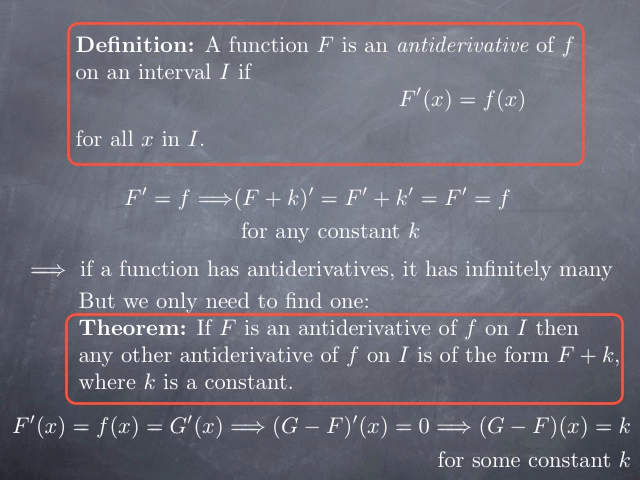 Definition: A function F is an antiderivative of f
on an interval I if
F′(x) = f(x)
for all x in I.
F′ = f ⟹(F + k)′ = F′ + k′ = F′ = f
for any constant k
⟹ if a function has antiderivatives, it has infinitely many
But we only need to find one:
Theorem: If F is an antiderivative of f on I then
any other antiderivative of f on I is of the form F + k,
where k is a constant.
F′(x) = f(x) = G′(x) ⟹ (G − F)′(x) = 0 ⟹ (G − F)(x) = k
for some constant k